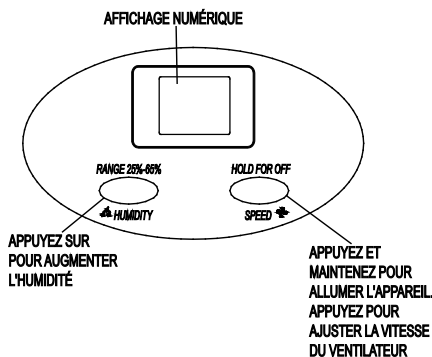 AFFICHAGE NUMÉRIQUE
RANGE 25%-65%
HOLD FOR OFF
HUMIDITY
SPEED
APPUYEZ SUR
POUR AUGMENTER
L'HUMIDITÉ
APPUYEZ ET
MAINTENEZ POUR
ALLUMER L'APPAREIL.
APPUYEZ POUR
AJUSTER LA VITESSE
DU VENTILATEUR